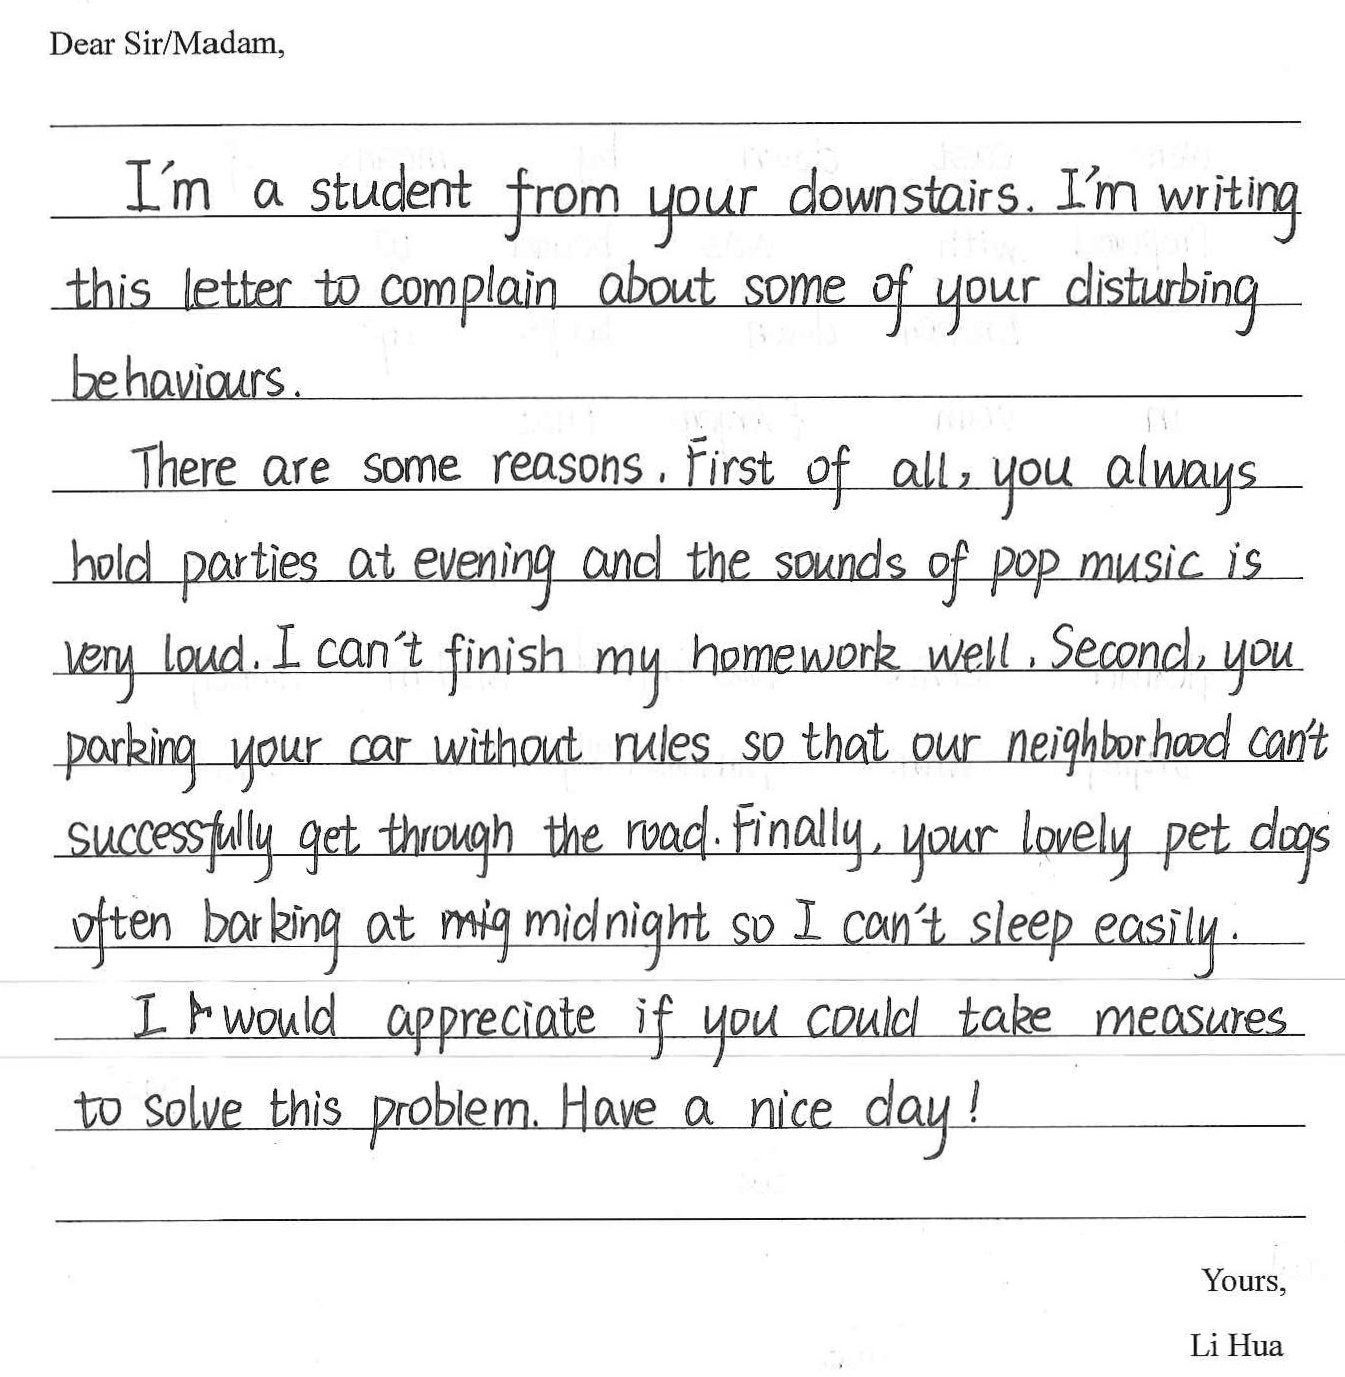 Dear Sir/Madam,
I'm a student from your downstairs. I'm writing
this letter to complain about some of your disturbing
behaviours.
There are some reasons. First of all, you always
hold parties at evening and the sounds of pop music is
very loud. I can't finish my homework well. Second, you
parking your car without rules so that our neighborhood can't
successfully get through the road. Finally, your lovely pet dogs
often barking at midnight so I can't sleep easily.
I would appreciate if you could take measures
to solve this problem. Have a nice day!
Yours,
Li Hua